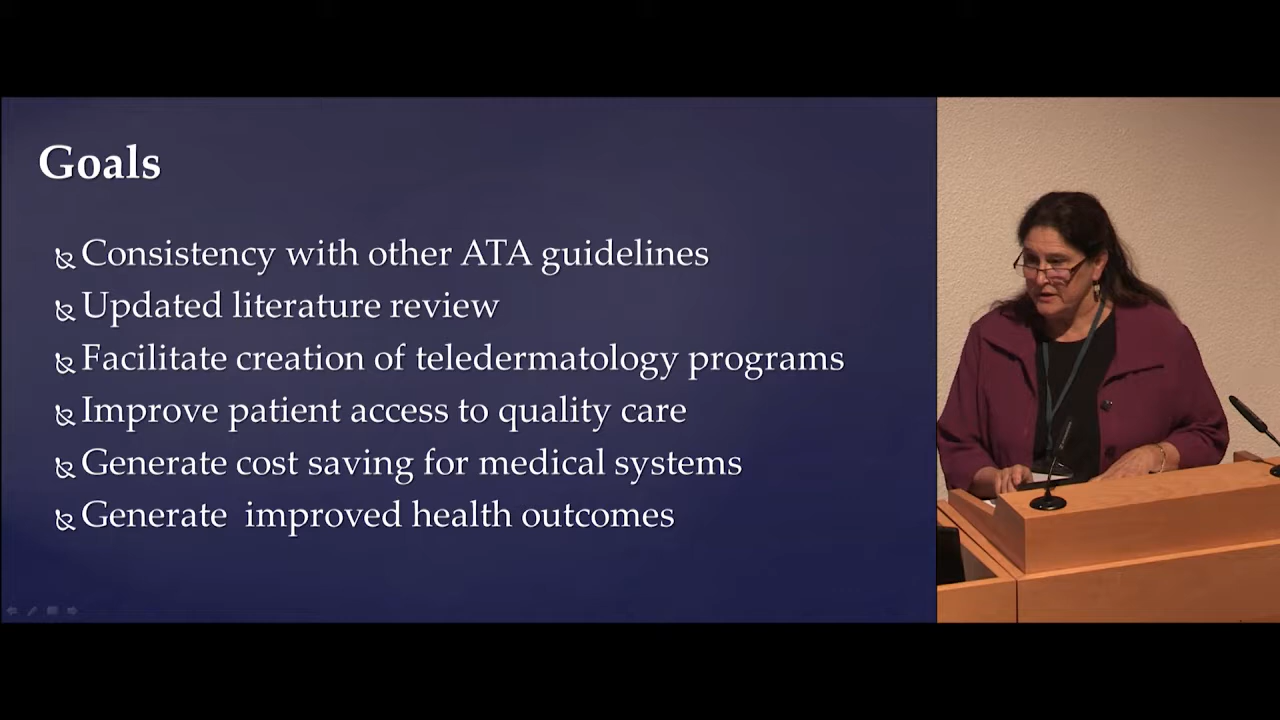 Goals
Consistency with other ATA guidelines
Updated literature review
Facilitate creation of teledermatology programs
Improve patient access to quality care
Generate cost saving for medical systems
Generate  improved health outcomes